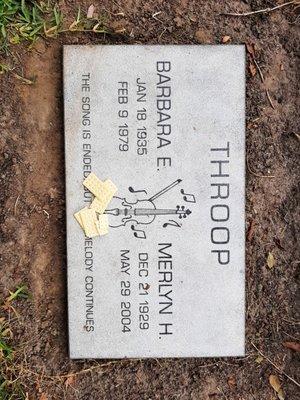 THROOP
BARBARA E.
JAN 18 1935
FEB 9 1979
MERLYN H.
DEC 21 1929
MAY 29 2004
THE SONG IS ENDED MELODY CONTINUES